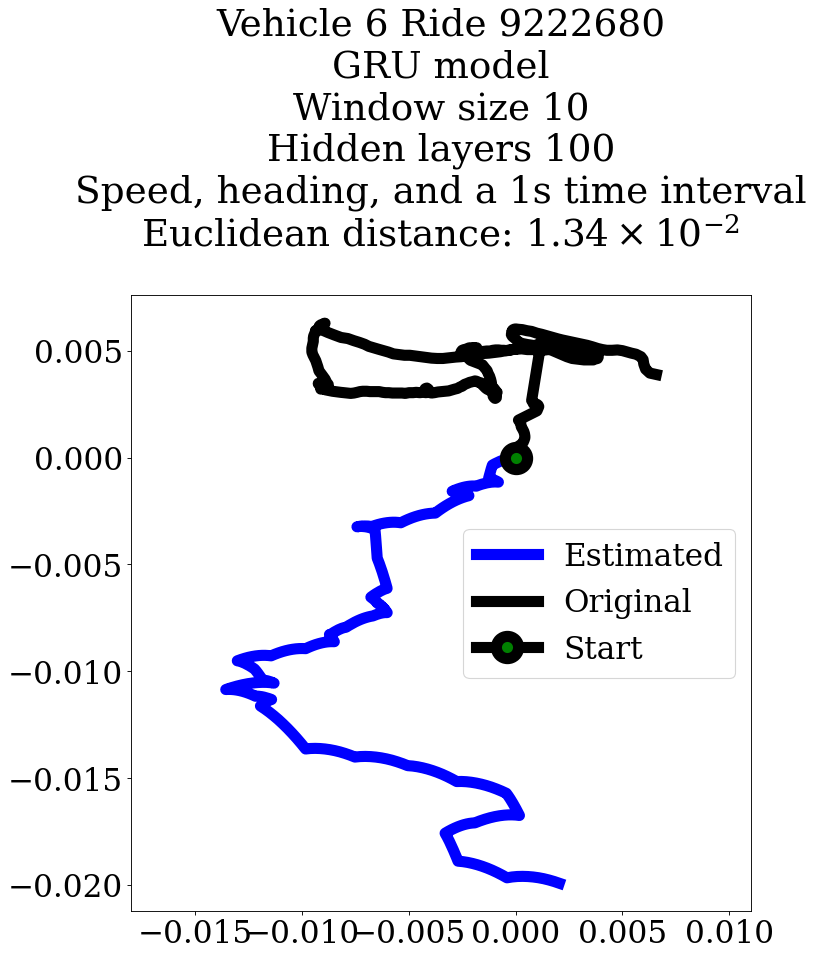 Vehicle 6 Ride 9222680
GRU model
Window size 10
Hidden layers 100
Speed, heading, and a 1s time interval
Euclidean distance: 1.34 × 10⁻²
0.005
0.000
−0.005
−0.010
−0.015
−0.020
Estimated
Original
Start
−0.015 −0.010 −0.005 0.000 0.005 0.010